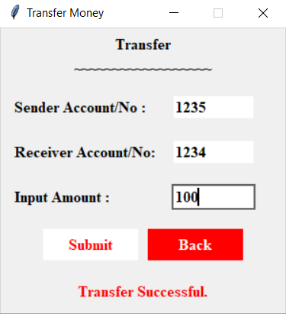 Transfer Money
Transfer
~~~~~~~~~~~~~~~~~
Sender Account/No : 1235
Receiver Account/No: 1234
Input Amount : 100
Submit Back
Transfer Successful.